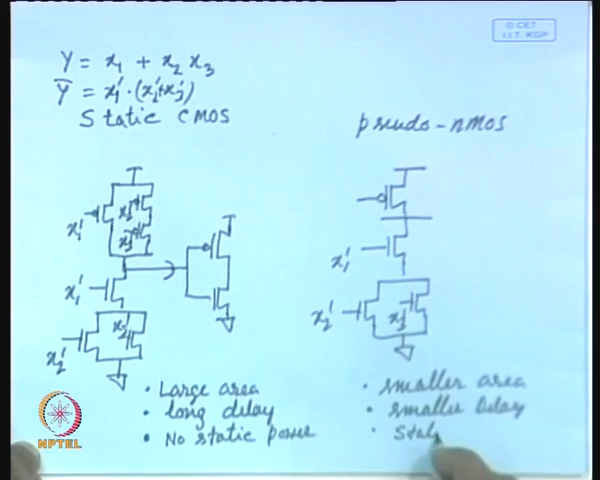 © CET
I.I.T. KGP
Y = x₁ + x₂ x₃
Y̅ = x₁'·(x₂'+x₃')
Static CMOS
pseudo-nMOS
x₁'
x₂'
x₃'
x₁'
x₂'
x₂'
x₁'
x₂'
x₃'
• Large area
• long delay
• No static power
• smaller area
• smaller delay
• Stat
NPTEL